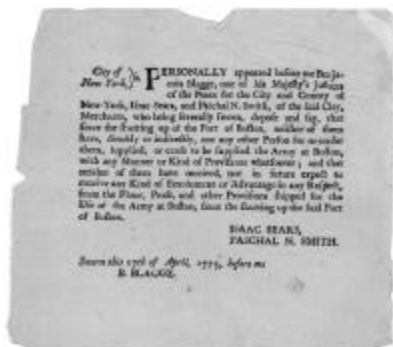 City of
New-York, } ss. PERSONALLY appeared before me Benja-
min Blagge, one of his Majesty's Justices
of the Peace for the City and County of
New-York, Isaac Sears, and Paschal N. Smith, of the said City,
Merchants, who being severally sworn, depose and say, that
since the shutting up of the Port of Boston, neither of them
have, directly or indirectly, nor any other Person for or under
them, supplied, or caused to be supplied the Army at Boston,
with any Manner or Kind of Provisions whatsoever; and that
neither of them have received, nor in future expect to
receive any Kind of Emolument or Advantage in any Respect,
from the Flour, Pork, and other Provisions shipped for the
Use of the Army at Boston, since the shutting up the said Port
of Boston.
ISAAC SEARS,
PASCHAL N. SMITH.
Sworn this 17th of April, 1775, before me
B. BLAGGE.